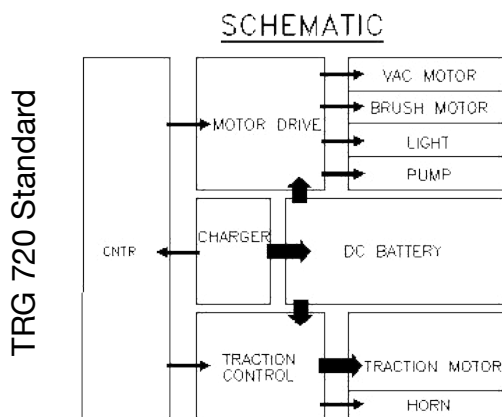 SCHEMATIC
TRG 720 Standard
VAC MOTOR
BRUSH MOTOR
MOTOR DRIVE
LIGHT
PUMP
CHARGER
CNTR
DC BATTERY
TRACTION
CONTROL
TRACTION MOTOR
HORN